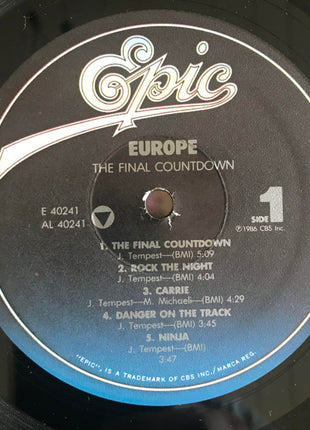 Epic
EUROPE
THE FINAL COUNTDOWN
E 40241
AL 40241
SIDE 1
℗1986 CBS Inc.
1. THE FINAL COUNTDOWN
J. Tempest—(BMI) 5:09
2. ROCK THE NIGHT
J. Tempest—(BMI) 4:04
3. CARRIE
J. Tempest—M. Michaeli—(BMI) 4:29
4. DANGER ON THE TRACK
J. Tempest—(BMI) 3:45
5. NINJA
J. Tempest—(BMI)
3:47
"EPIC", IS A TRADEMARK OF CBS INC./MARCA REG.